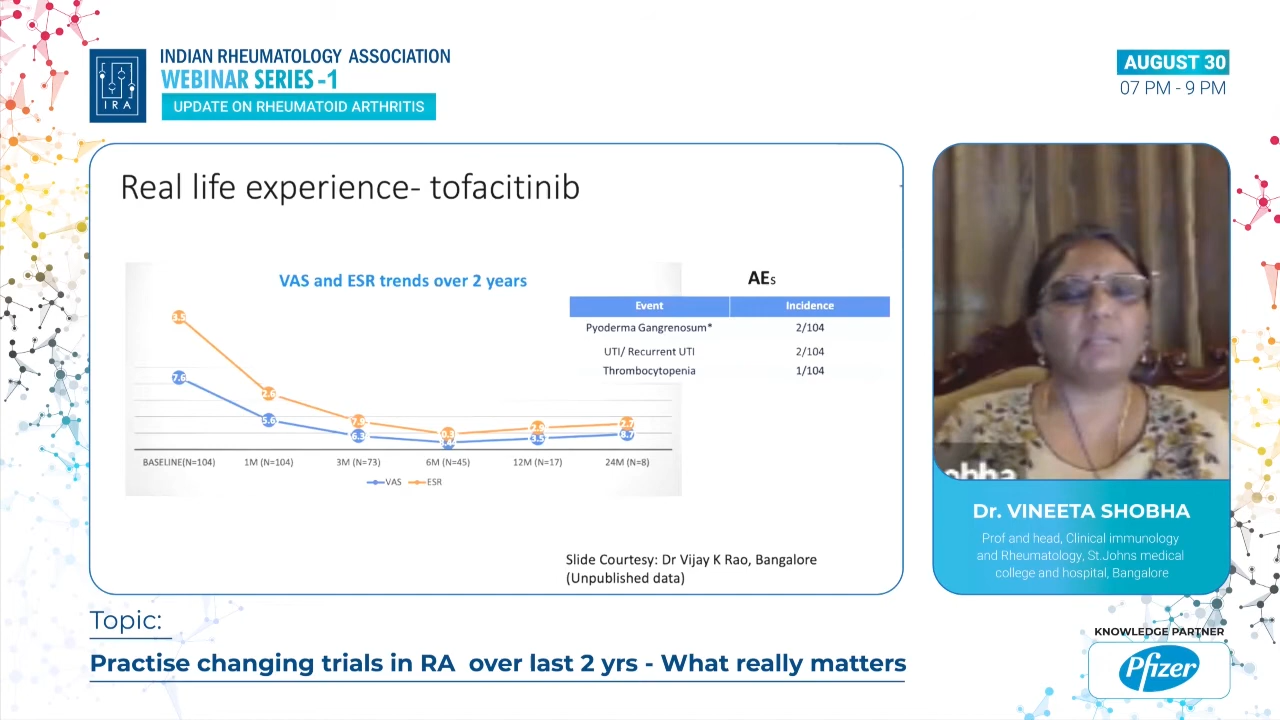 INDIAN RHEUMATOLOGY ASSOCIATION
WEBINAR SERIES -1
UPDATE ON RHEUMATOID ARTHRITIS
IRA
AUGUST 30
07 PM - 9 PM
Real life experience- tofacitinib
VAS and ESR trends over 2 years
BASELINE(N=104) 1M (N=104) 3M (N=73) 6M (N=45) 12M (N=17) 24M (N=8)
VAS ESR
AEs
Event Incidence
Pyoderma Gangrenosum* 2/104
UTI/ Recurrent UTI 2/104
Thrombocytopenia 1/104
Slide Courtesy: Dr Vijay K Rao, Bangalore
(Unpublished data)
Dr. VINEETA SHOBHA
Prof and head, Clinical immunology
and Rheumatology, St.Johns medical
college and hospital, Bangalore
Topic:
Practise changing trials in RA over last 2 yrs - What really matters
KNOWLEDGE PARTNER
Pfizer